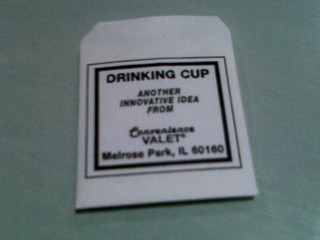 DRINKING CUP
ANOTHER
INNOVATIVE IDEA
FROM
Convenience
VALET®
Melrose Park, IL 60160